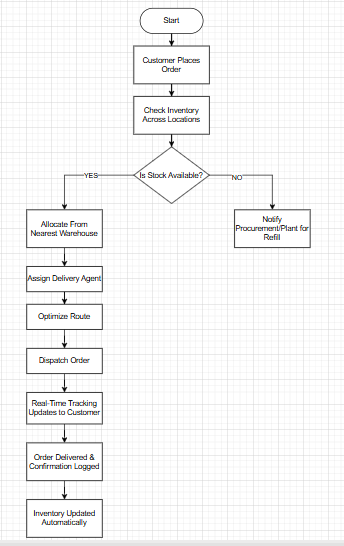 Start
Customer Places
Order
Check Inventory
Across Locations
Is Stock Available?
YES
NO
Allocate From
Nearest Warehouse
Notify
Procurement/Plant for
Refill
Assign Delivery Agent
Optimize Route
Dispatch Order
Real-Time Tracking
Updates to Customer
Order Delivered &
Confirmation Logged
Inventory Updated
Automatically